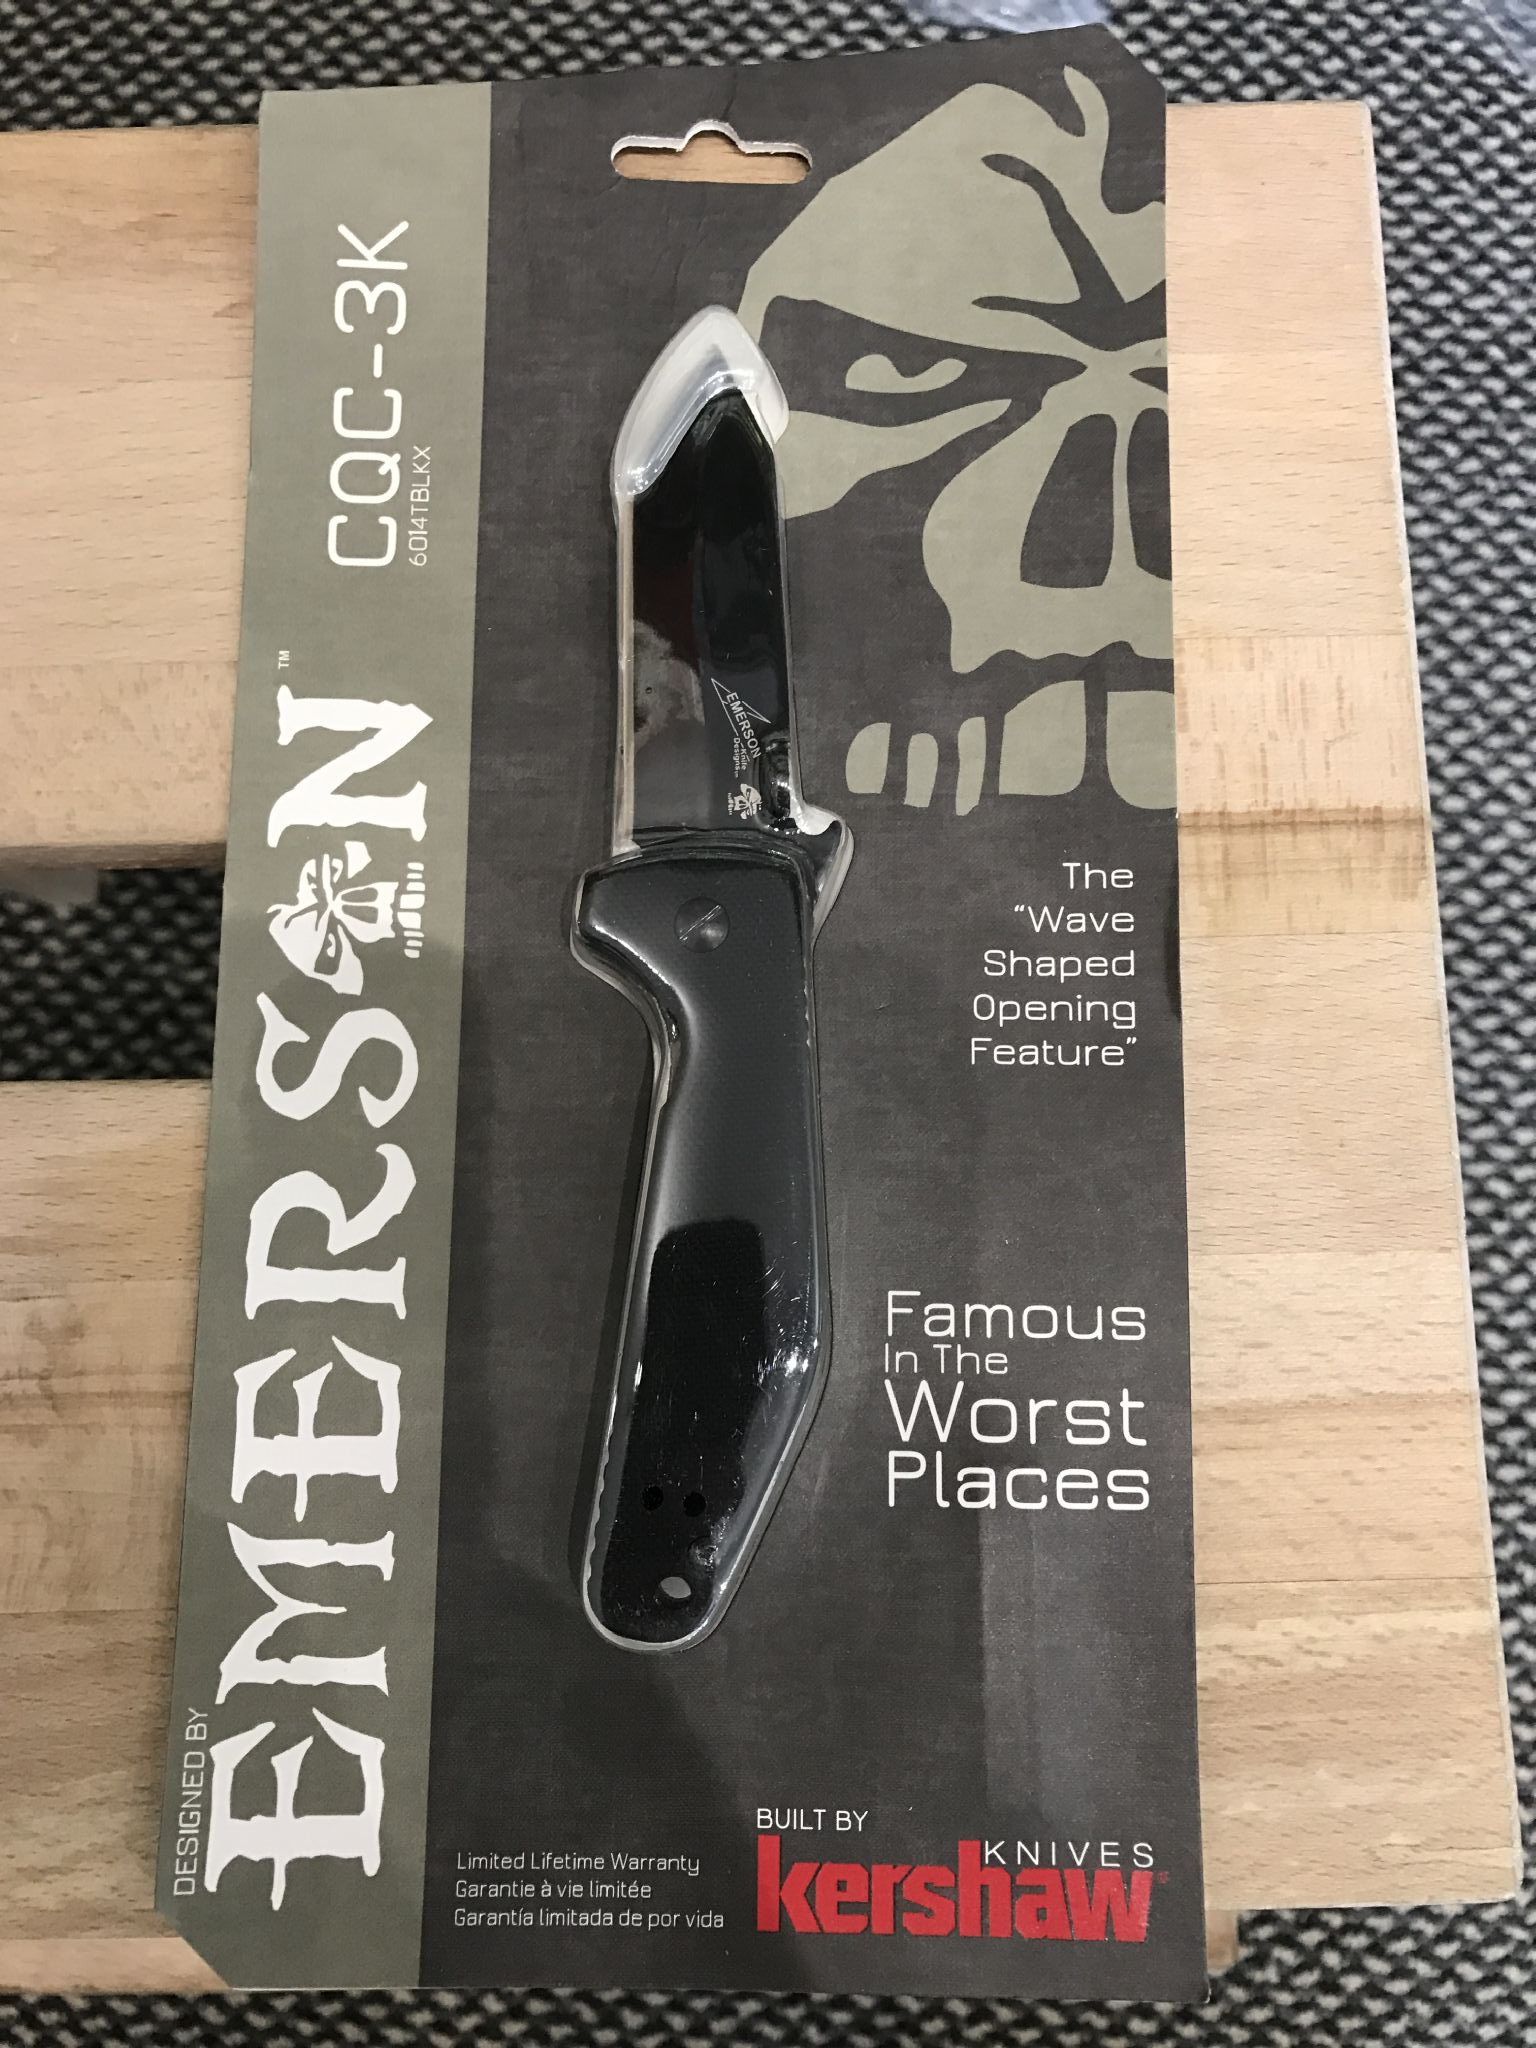 CQC-3K
6014TBLKX
DESIGNED BY
EMERSON™
EMERSON
Knife
Designs
The
"Wave
Shaped
Opening
Feature"
Famous
In The
Worst
Places
BUILT BY
kershaw®
KNIVES
Limited Lifetime Warranty
Garantie à vie limitée
Garantía limitada de por vida